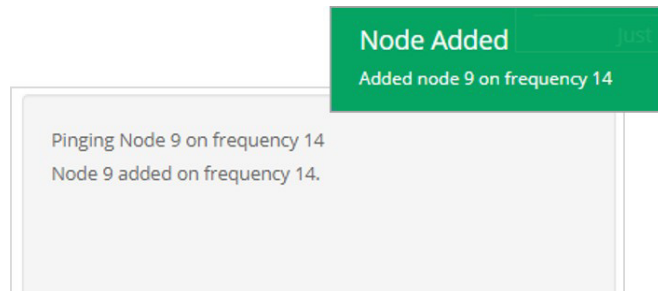 Node Added
Just
Added node 9 on frequency 14
Pinging Node 9 on frequency 14
Node 9 added on frequency 14.